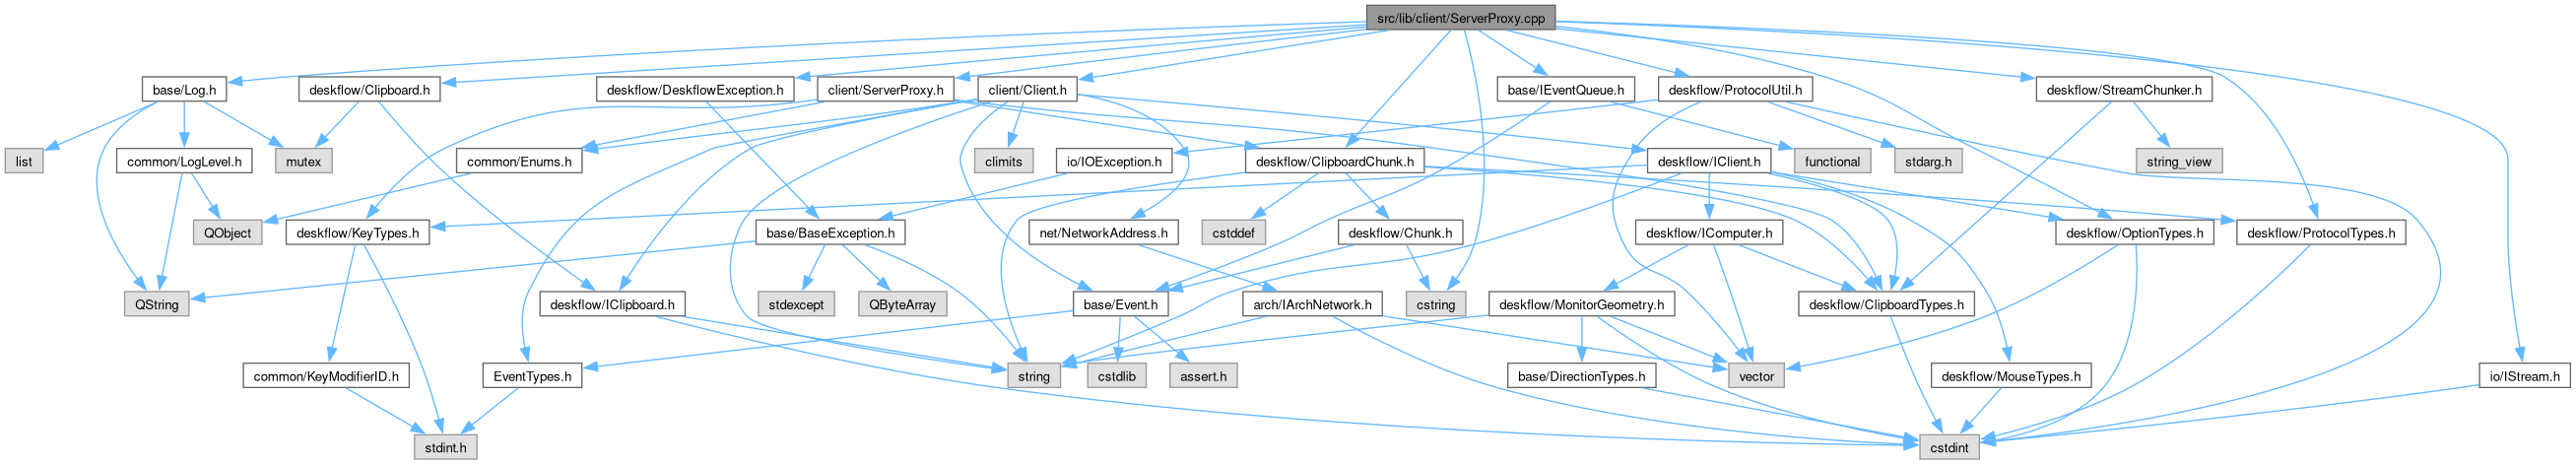 src/lib/client/ServerProxy.cpp
base/Log.h
deskflow/Clipboard.h
deskflow/DeskflowException.h
client/ServerProxy.h
client/Client.h
base/IEventQueue.h
deskflow/ProtocolUtil.h
deskflow/StreamChunker.h
list
common/LogLevel.h
mutex
common/Enums.h
climits
io/IOException.h
deskflow/ClipboardChunk.h
deskflow/IClient.h
functional
stdarg.h
string_view
QObject
deskflow/KeyTypes.h
base/BaseException.h
net/NetworkAddress.h
cstddef
deskflow/Chunk.h
deskflow/IComputer.h
deskflow/OptionTypes.h
deskflow/ProtocolTypes.h
QString
deskflow/IClipboard.h
stdexcept
QByteArray
base/Event.h
arch/IArchNetwork.h
cstring
deskflow/MonitorGeometry.h
deskflow/ClipboardTypes.h
common/KeyModifierID.h
EventTypes.h
string
cstdlib
assert.h
base/DirectionTypes.h
vector
deskflow/MouseTypes.h
io/IStream.h
stdint.h
cstdint